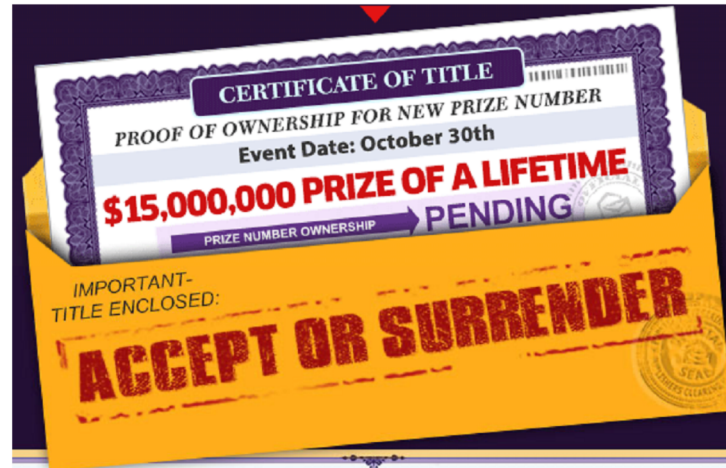 CERTIFICATE OF TITLE
PROOF OF OWNERSHIP FOR NEW PRIZE NUMBER
Event Date: October 30th
$15,000,000 PRIZE OF A LIFETIME
PRIZE NUMBER OWNERSHIP
PENDING
IMPORTANT-
TITLE ENCLOSED:
ACCEPT OR SURRENDER
SEAL